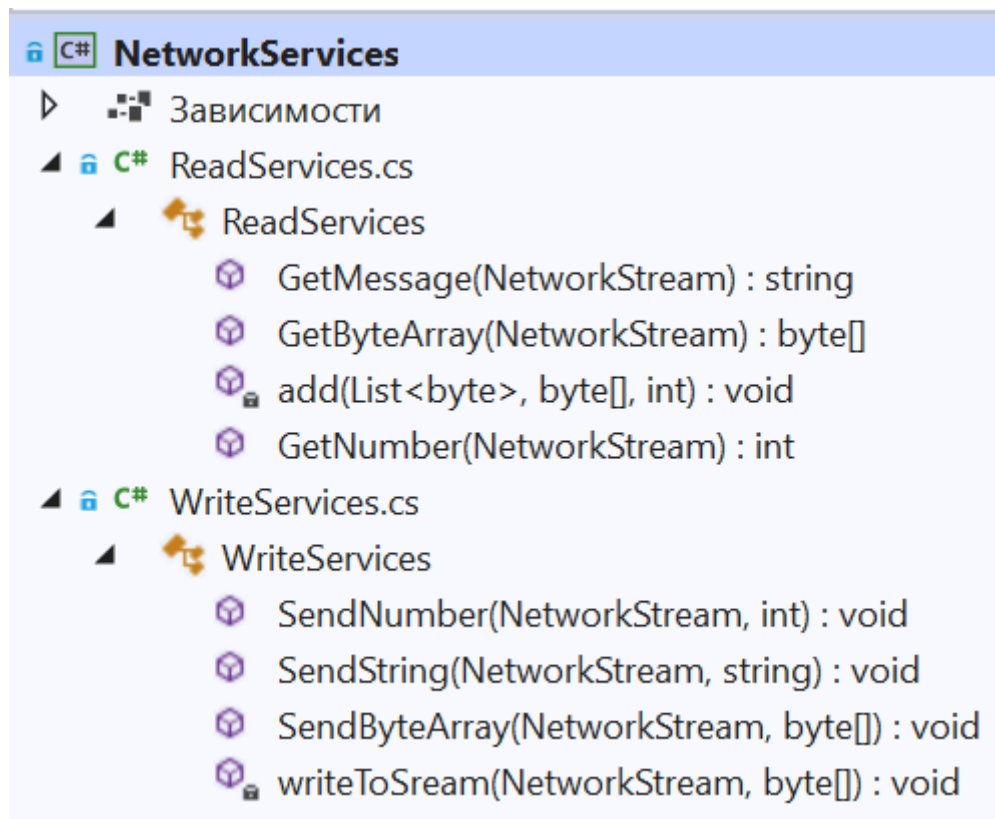 C# NetworkServices
Зависимости
C# ReadServices.cs
ReadServices
GetMessage(NetworkStream) : string
GetByteArray(NetworkStream) : byte[]
add(List<byte>, byte[], int) : void
GetNumber(NetworkStream) : int
C# WriteServices.cs
WriteServices
SendNumber(NetworkStream, int) : void
SendString(NetworkStream, string) : void
SendByteArray(NetworkStream, byte[]) : void
writeToSream(NetworkStream, byte[]) : void